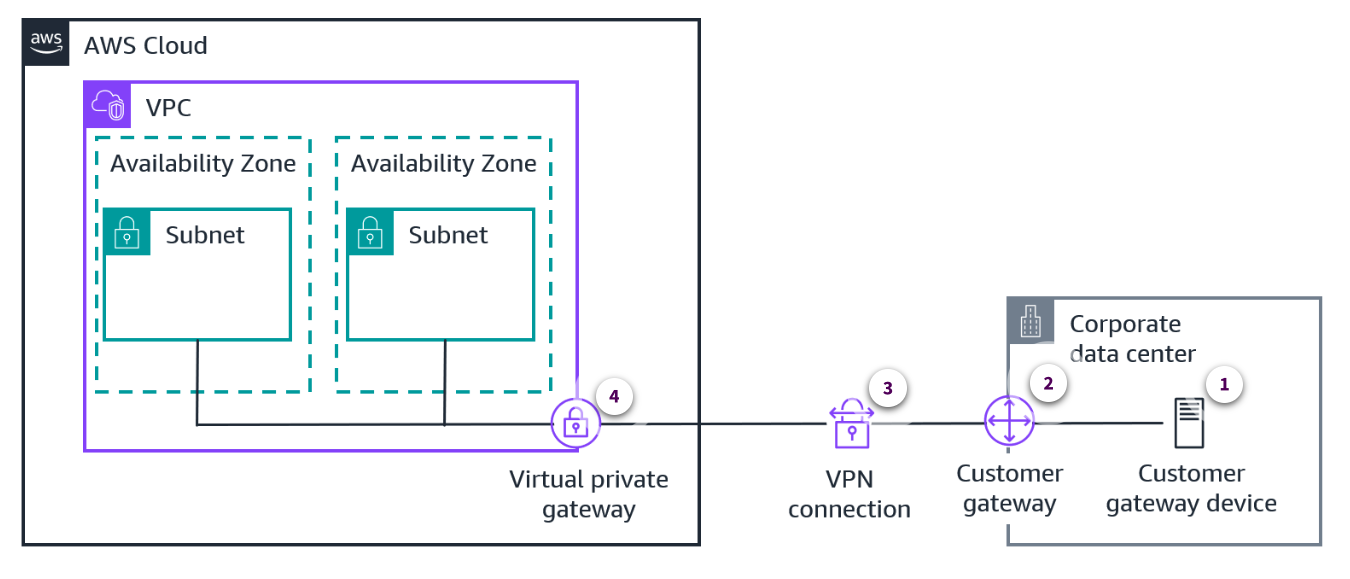 aws
AWS Cloud
VPC
Availability Zone
Availability Zone
Subnet
Subnet
Corporate
data center
4
3
2
1
Virtual private
gateway
VPN
connection
Customer
gateway
Customer
gateway device